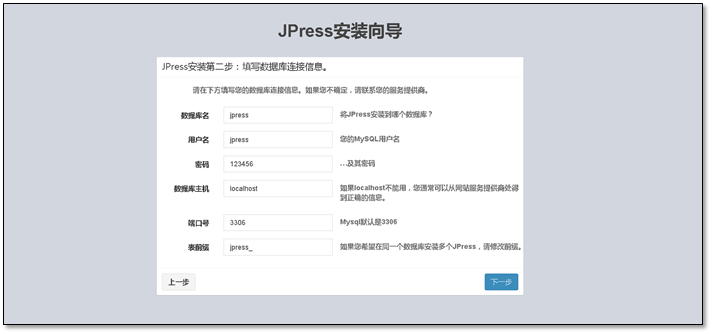 JPress安装向导
JPress安装第二步：填写数据库连接信息。
请在下方填写您的数据库连接信息。如果您不确定，请联系您的服务提供商。
数据库名 jpress 将JPress安装到哪个数据库？
用户名 jpress 您的MySQL用户名
密码 123456 …及其密码
数据库主机 localhost 如果localhost不能用，您通常可以从网站服务提供商处得
到正确的信息。
端口号 3306 Mysql默认是3306
表前缀 jpress_ 如果您希望在同一个数据库安装多个JPress，请修改前缀。
上一步 下一步